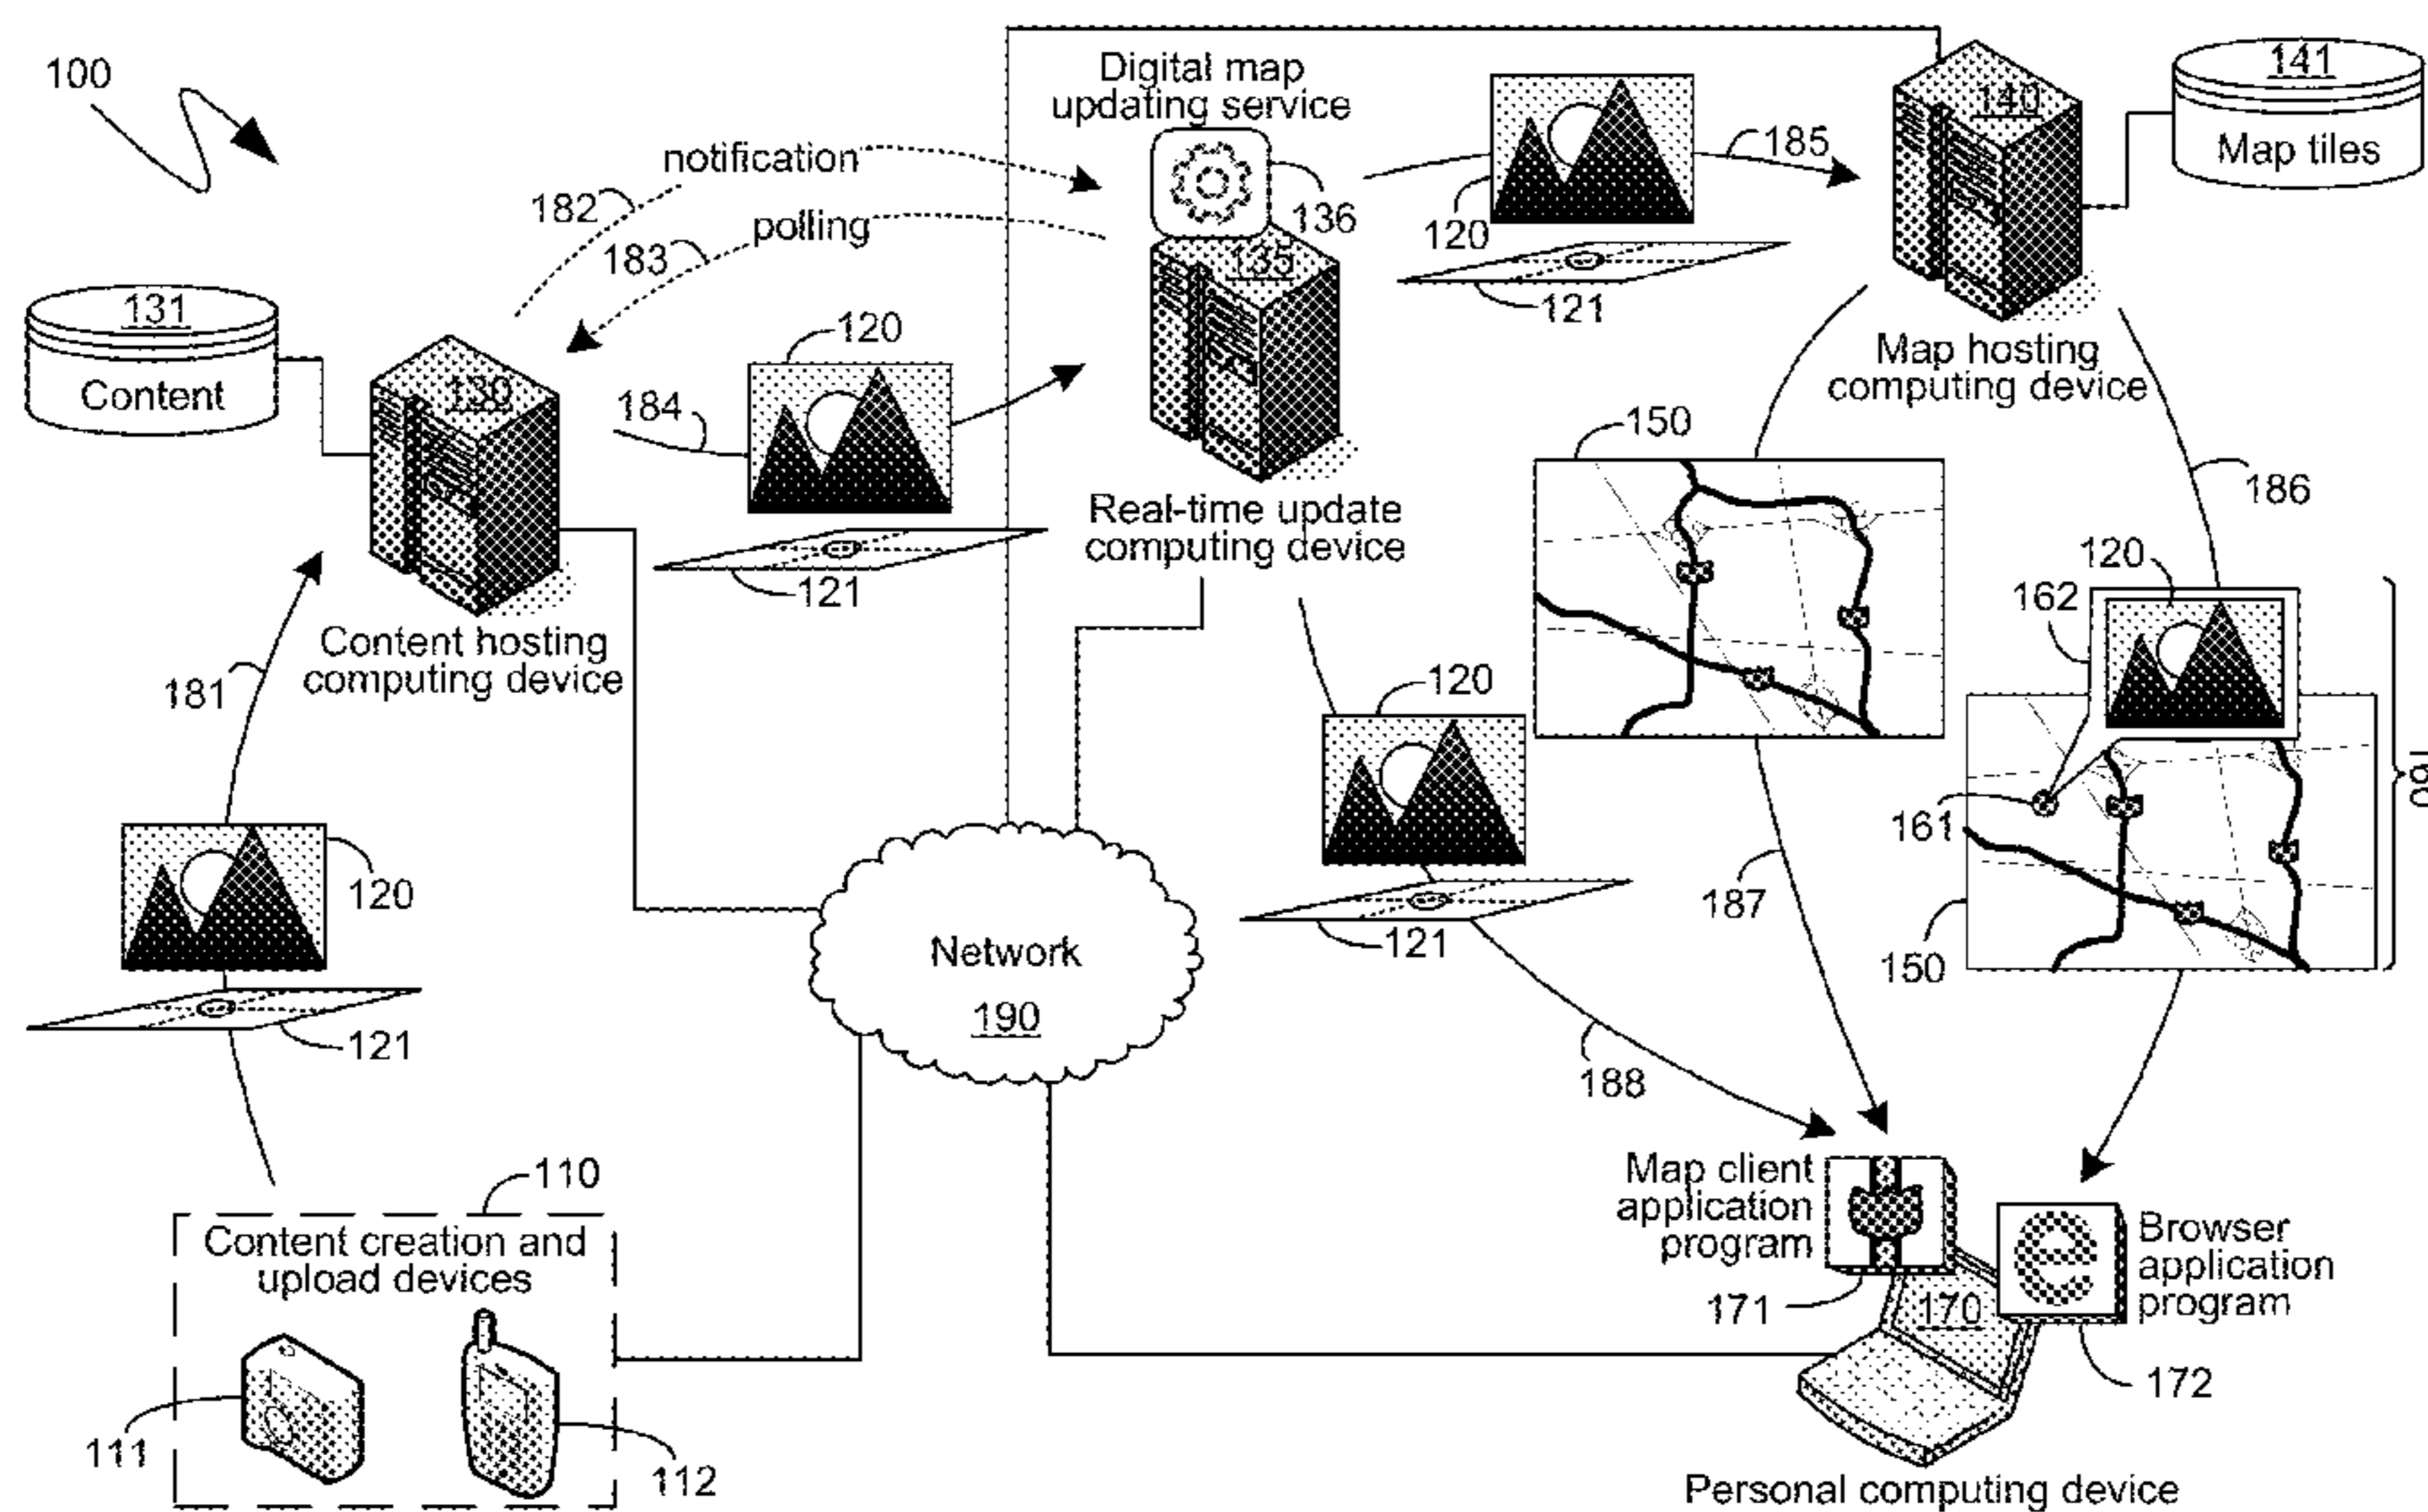 100
Digital map
updating service
136
135
notification
182
polling
183
120
185
121
140
141
Map tiles
131
Content
130
Content hosting
computing device
184
120
121
Real-time update
computing device
Map hosting
computing device
150
186
120
162
161
150
160
181
120
121
120
121
187
188
Network
190
110
Content creation and
upload devices
111
112
Map client
application
program
171
170
Browser
application
program
172
Personal computing device